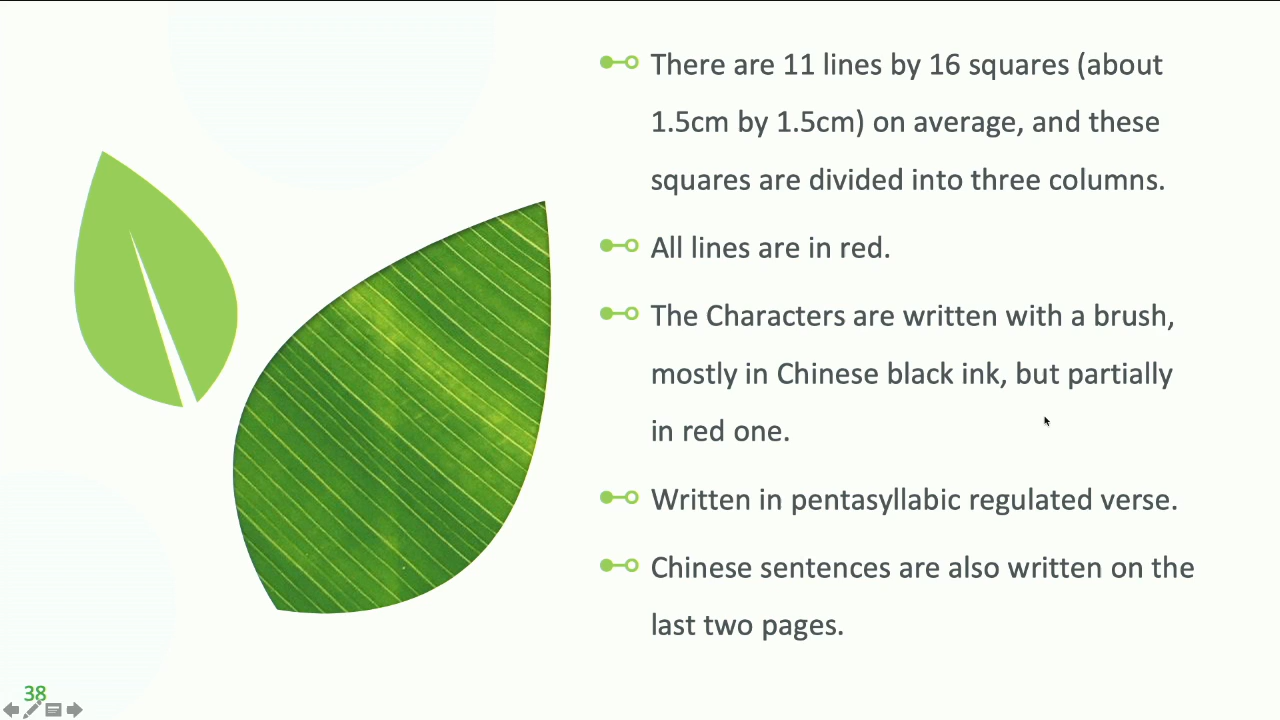 There are 11 lines by 16 squares (about
1.5cm by 1.5cm) on average, and these
squares are divided into three columns.
All lines are in red.
The Characters are written with a brush,
mostly in Chinese black ink, but partially
in red one.
Written in pentasyllabic regulated verse.
Chinese sentences are also written on the
last two pages.
38